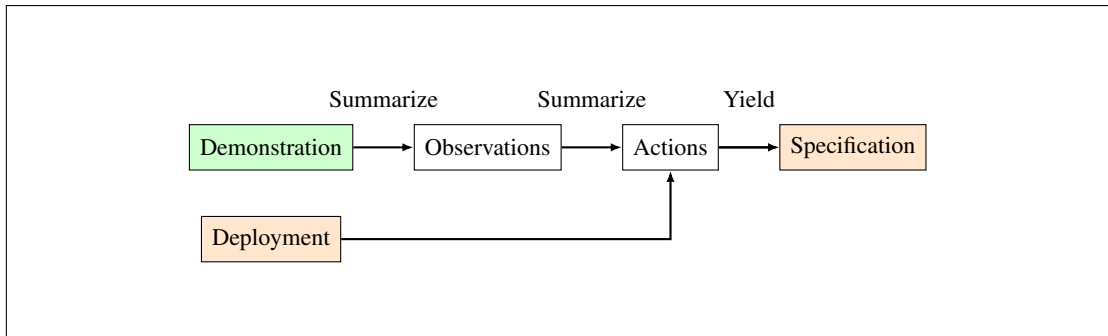 Summarize Summarize Yield
Demonstration Observations Actions Specification
Deployment